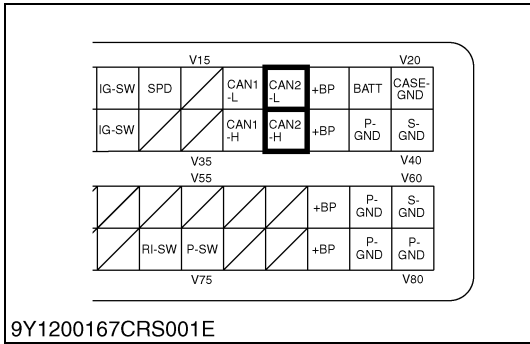 V15 V20
IG-SW SPD CAN1 -L CAN2 -L +BP BATT CASE- GND
IG-SW CAN1 -H CAN2 -H +BP P- GND S- GND
V35 V40
V55 V60
+BP P- GND S- GND
RI-SW P-SW +BP P- GND P- GND
V75 V80
9Y1200167CRS001E